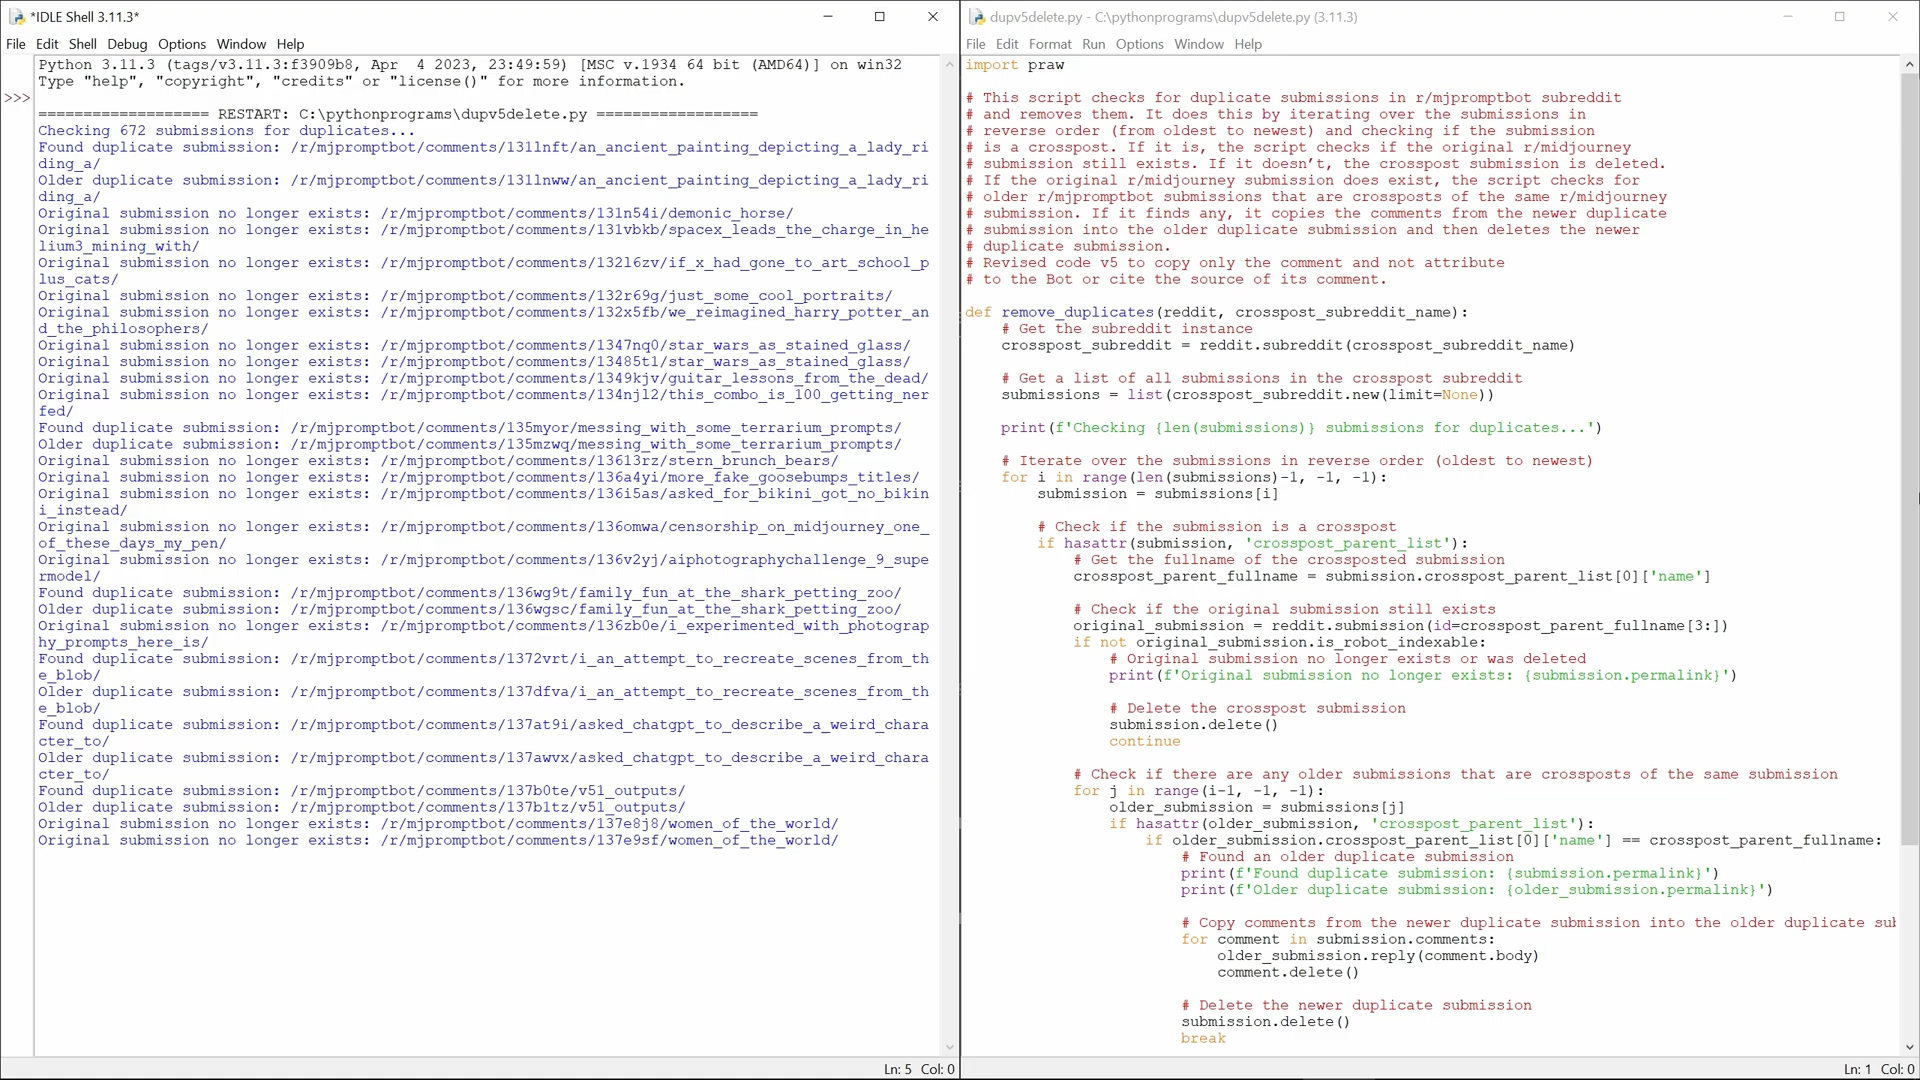 *IDLE Shell 3.11.3*
File Edit Shell Debug Options Window Help
Python 3.11.3 (tags/v3.11.3:f3909b8, Apr  4 2023, 23:49:59) [MSC v.1934 64 bit (AMD64)] on win32
Type "help", "copyright", "credits" or "license()" for more information.
>>>
=================== RESTART: C:\pythonprograms\dupv5delete.py ==================
Checking 672 submissions for duplicates...
Found duplicate submission: /r/mjpromptbot/comments/131lnft/an_ancient_painting_depicting_a_lady_ri
ding_a/
Older duplicate submission: /r/mjpromptbot/comments/131lnww/an_ancient_painting_depicting_a_lady_ri
ding_a/
Original submission no longer exists: /r/mjpromptbot/comments/131n54i/demonic_horse/
Original submission no longer exists: /r/mjpromptbot/comments/131vbkb/spacex_leads_the_charge_in_he
lium3_mining_with/
Original submission no longer exists: /r/mjpromptbot/comments/132l6zv/if_x_had_gone_to_art_school_p
lus_cats/
Original submission no longer exists: /r/mjpromptbot/comments/132r69g/just_some_cool_portraits/
Original submission no longer exists: /r/mjpromptbot/comments/132x5fb/we_reimagined_harry_potter_an
d_the_philosophers/
Original submission no longer exists: /r/mjpromptbot/comments/1347nq0/star_wars_as_stained_glass/
Original submission no longer exists: /r/mjpromptbot/comments/13485t1/star_wars_as_stained_glass/
Original submission no longer exists: /r/mjpromptbot/comments/1349kjv/guitar_lessons_from_the_dead/
Original submission no longer exists: /r/mjpromptbot/comments/134njl2/this_combo_is_100_getting_ner
fed/
Found duplicate submission: /r/mjpromptbot/comments/135myor/messing_with_some_terrarium_prompts/
Older duplicate submission: /r/mjpromptbot/comments/135mzwq/messing_with_some_terrarium_prompts/
Original submission no longer exists: /r/mjpromptbot/comments/13613rz/stern_brunch_bears/
Original submission no longer exists: /r/mjpromptbot/comments/136a4yi/more_fake_goosebumps_titles/
Original submission no longer exists: /r/mjpromptbot/comments/136i5as/asked_for_bikini_got_no_bikin
i_instead/
Original submission no longer exists: /r/mjpromptbot/comments/136omwa/censorship_on_midjourney_one_
of_these_days_my_pen/
Original submission no longer exists: /r/mjpromptbot/comments/136v2yj/aiphotographychallenge_9_supe
rmodel/
Found duplicate submission: /r/mjpromptbot/comments/136wg9t/family_fun_at_the_shark_petting_zoo/
Older duplicate submission: /r/mjpromptbot/comments/136wgsc/family_fun_at_the_shark_petting_zoo/
Original submission no longer exists: /r/mjpromptbot/comments/136zb0e/i_experimented_with_photograp
hy_prompts_here_is/
Found duplicate submission: /r/mjpromptbot/comments/1372vrt/i_an_attempt_to_recreate_scenes_from_th
e_blob/
Older duplicate submission: /r/mjpromptbot/comments/137dfva/i_an_attempt_to_recreate_scenes_from_th
e_blob/
Found duplicate submission: /r/mjpromptbot/comments/137at9i/asked_chatgpt_to_describe_a_weird_chara
cter_to/
Older duplicate submission: /r/mjpromptbot/comments/137awvx/asked_chatgpt_to_describe_a_weird_chara
cter_to/
Found duplicate submission: /r/mjpromptbot/comments/137b0te/v51_outputs/
Older duplicate submission: /r/mjpromptbot/comments/137b1tz/v51_outputs/
Original submission no longer exists: /r/mjpromptbot/comments/137e8j8/women_of_the_world/
Original submission no longer exists: /r/mjpromptbot/comments/137e9sf/women_of_the_world/
Ln: 5 Col: 0
dupv5delete.py - C:\pythonprograms\dupv5delete.py (3.11.3)
File Edit Format Run Options Window Help
import praw
# This script checks for duplicate submissions in r/mjpromptbot subreddit
# and removes them. It does this by iterating over the submissions in
# reverse order (from oldest to newest) and checking if the submission
# is a crosspost. If it is, the script checks if the original r/midjourney
# submission still exists. If it doesn't, the crosspost submission is deleted.
# If the original r/midjourney submission does exist, the script checks for
# older r/mjpromptbot submissions that are crossposts of the same r/midjourney
# submission. If it finds any, it copies the comments from the newer duplicate
# submission into the older duplicate submission and then deletes the newer
# duplicate submission.
# Revised code v5 to copy only the comment and not attribute
# to the Bot or cite the source of its comment.
def remove_duplicates(reddit, crosspost_subreddit_name):
# Get the subreddit instance
crosspost_subreddit = reddit.subreddit(crosspost_subreddit_name)
# Get a list of all submissions in the crosspost subreddit
submissions = list(crosspost_subreddit.new(limit=None))
print(f'Checking {len(submissions)} submissions for duplicates...')
# Iterate over the submissions in reverse order (oldest to newest)
for i in range(len(submissions)-1, -1, -1):
submission = submissions[i]
# Check if the submission is a crosspost
if hasattr(submission, 'crosspost_parent_list'):
# Get the fullname of the crossposted submission
crosspost_parent_fullname = submission.crosspost_parent_list[0]['name']
# Check if the original submission still exists
original_submission = reddit.submission(id=crosspost_parent_fullname[3:])
if not original_submission.is_robot_indexable:
# Original submission no longer exists or was deleted
print(f'Original submission no longer exists: {submission.permalink}')
# Delete the crosspost submission
submission.delete()
continue
# Check if there are any older submissions that are crossposts of the same submission
for j in range(i-1, -1, -1):
older_submission = submissions[j]
if hasattr(older_submission, 'crosspost_parent_list'):
if older_submission.crosspost_parent_list[0]['name'] == crosspost_parent_fullname:
# Found an older duplicate submission
print(f'Found duplicate submission: {submission.permalink}')
print(f'Older duplicate submission: {older_submission.permalink}')
# Copy comments from the newer duplicate submission into the older duplicate sub
for comment in submission.comments:
older_submission.reply(comment.body)
comment.delete()
# Delete the newer duplicate submission
submission.delete()
break
Ln: 1 Col: 0